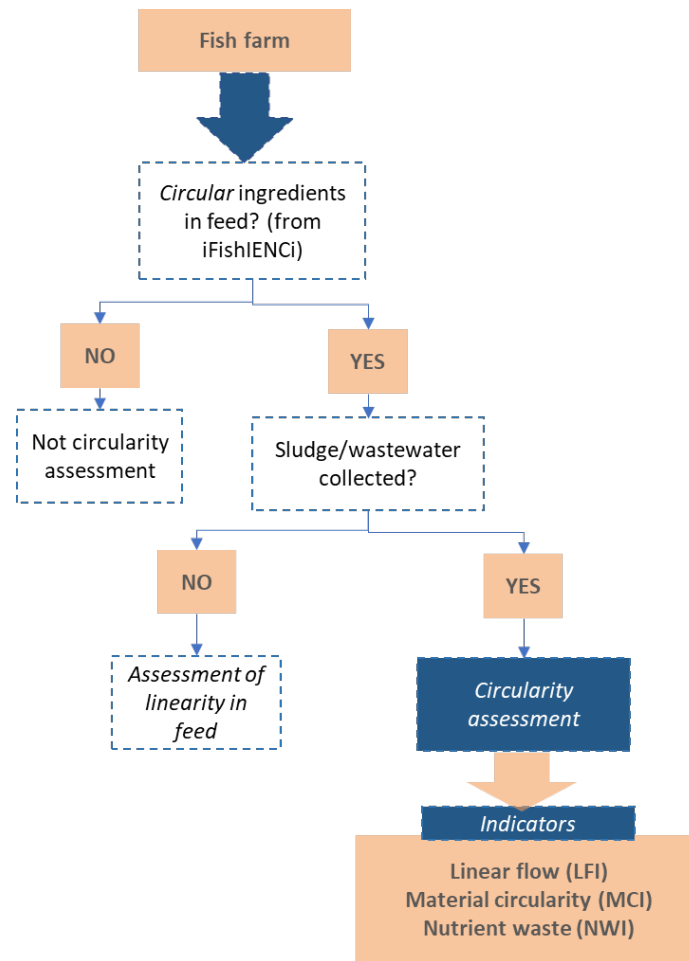 Fish farm
Circular ingredients
in feed? (from
iFishIENCi)
NO
YES
Not circularity
assessment
Sludge/wastewater
collected?
NO
YES
Assessment of
linearity in
feed
Circularity
assessment
Indicators
Linear flow (LFI)
Material circularity (MCI)
Nutrient waste (NWI)